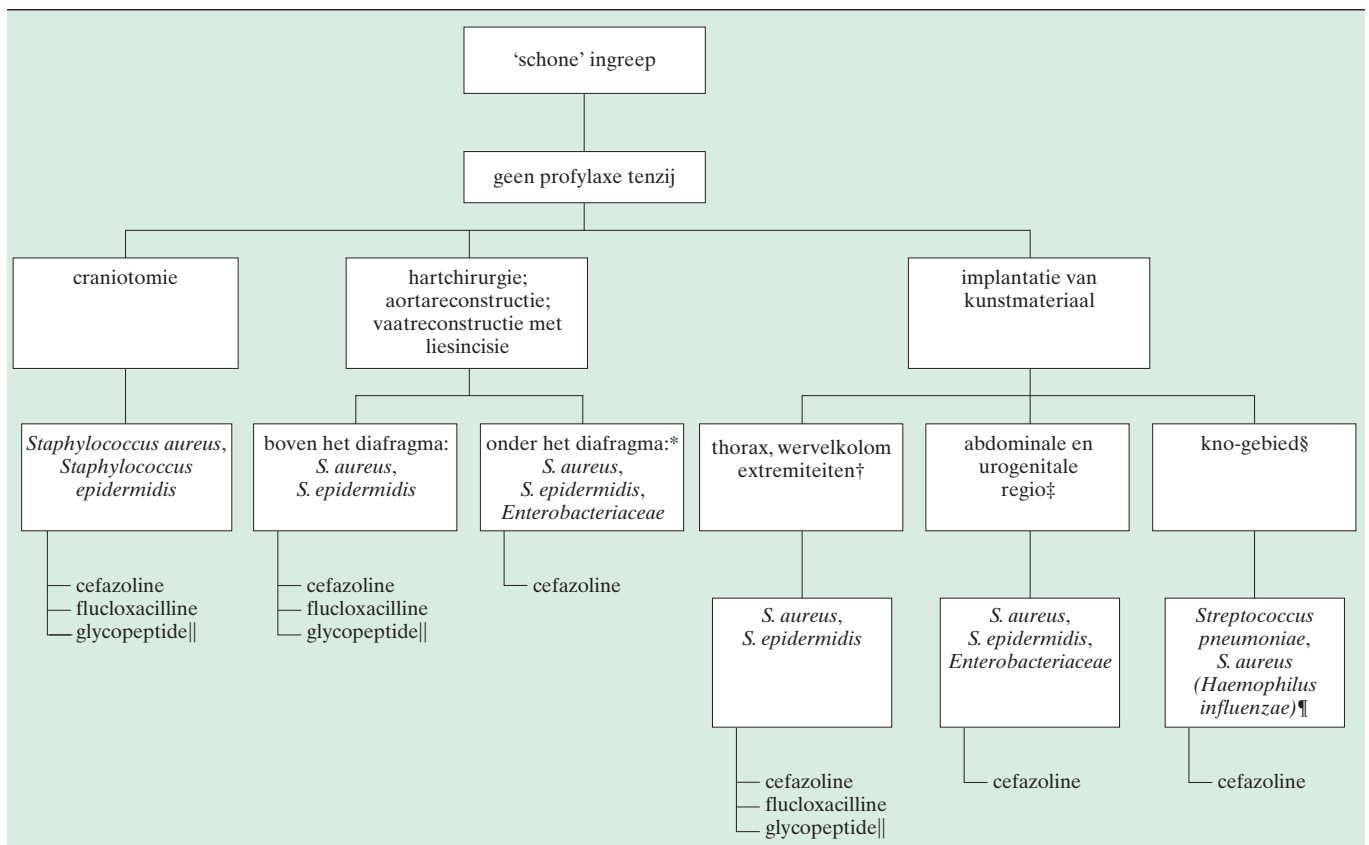 ‘schone’ ingreep
geen profylaxe tenzij
craniotomie
hartchirurgie;
aortareconstructie;
vaatreconstructie met
liesincisie
implantatie van
kunstmateriaal
Staphylococcus aureus,
Staphylococcus
epidermidis
boven het diafragma:
S. aureus,
S. epidermidis
onder het diafragma:*
S. aureus,
S. epidermidis,
Enterobacteriaceae
thorax, wervelkolom
extremiteiten†
abdominale en
urogenitale
regio‡
kno-gebied§
cefazoline
flucloxacilline
glycopeptide||
cefazoline
flucloxacilline
glycopeptide||
cefazoline
S. aureus,
S. epidermidis
S. aureus,
S. epidermidis,
Enterobacteriaceae
Streptococcus
pneumoniae,
S. aureus
(Haemophilus
influenzae)¶
cefazoline
flucloxacilline
glycopeptide||
cefazoline
cefazoline